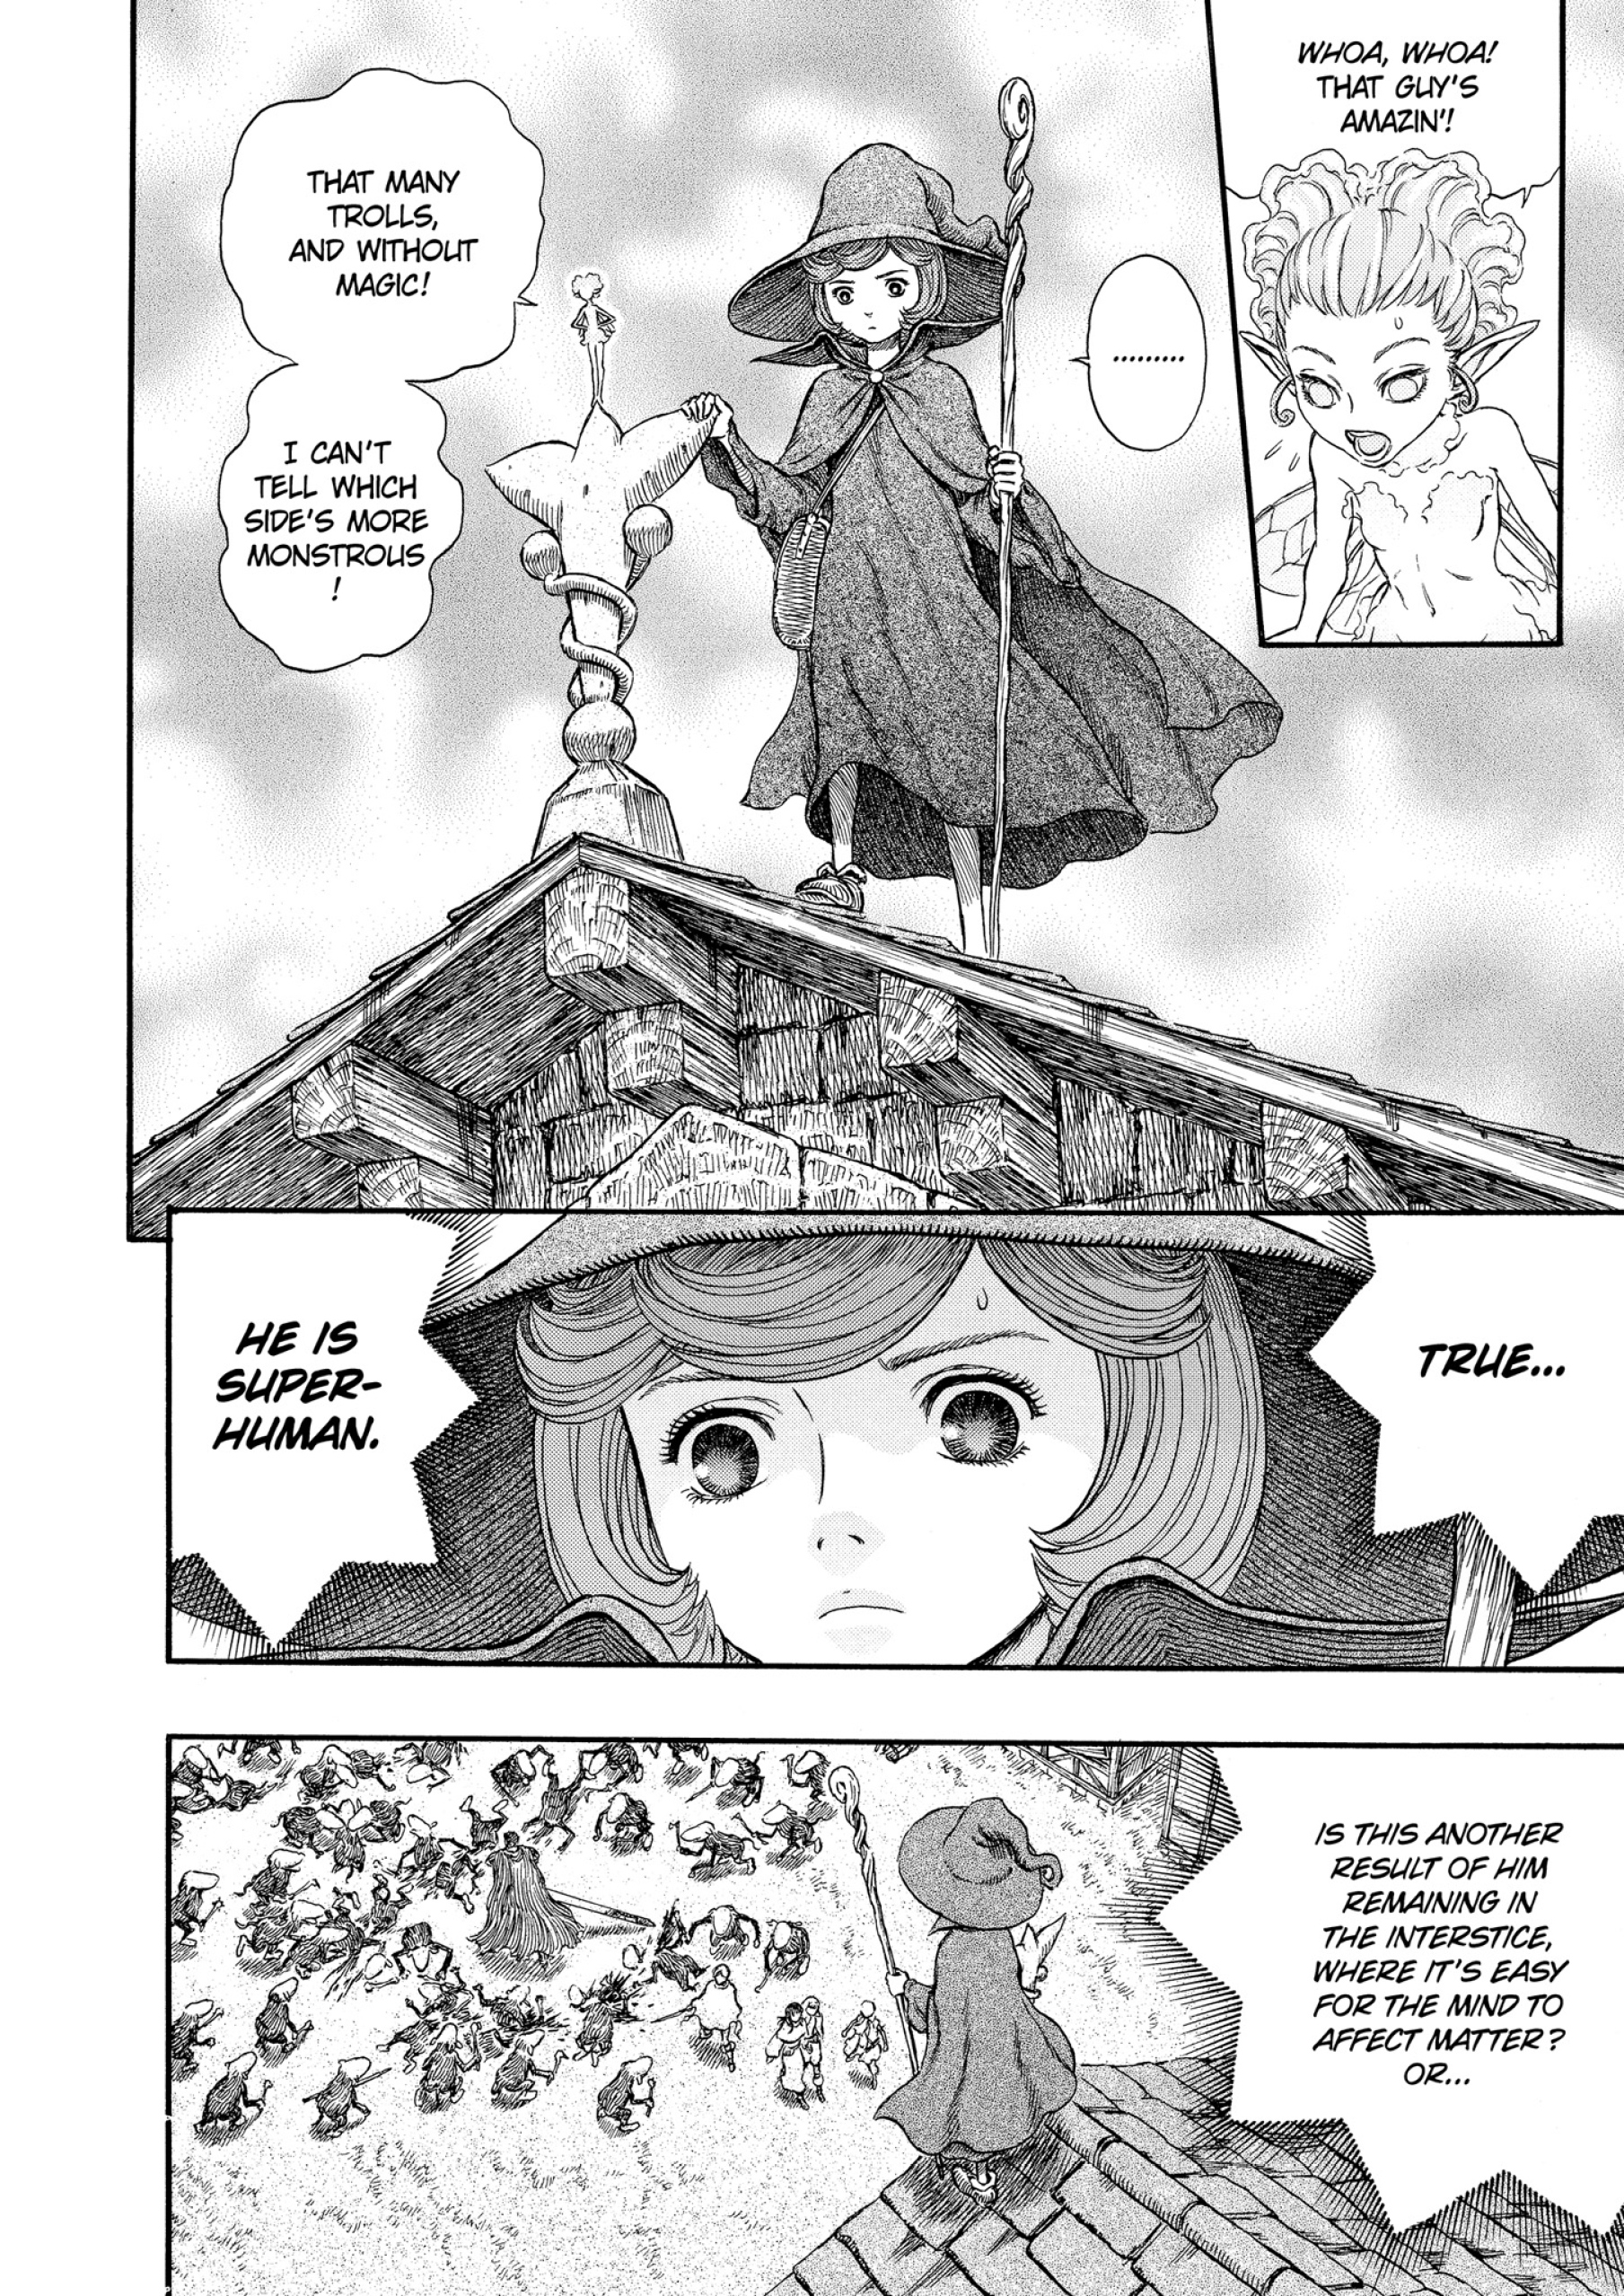 WHOA, WHOA!
THAT GUY'S
AMAZIN'!
.........
THAT MANY
TROLLS,
AND WITHOUT
MAGIC!
I CAN'T
TELL WHICH
SIDE'S MORE
MONSTROUS
!
TRUE...
HE IS
SUPER-
HUMAN.
IS THIS ANOTHER
RESULT OF HIM
REMAINING IN
THE INTERSTICE,
WHERE IT'S EASY
FOR THE MIND TO
AFFECT MATTER?
OR...